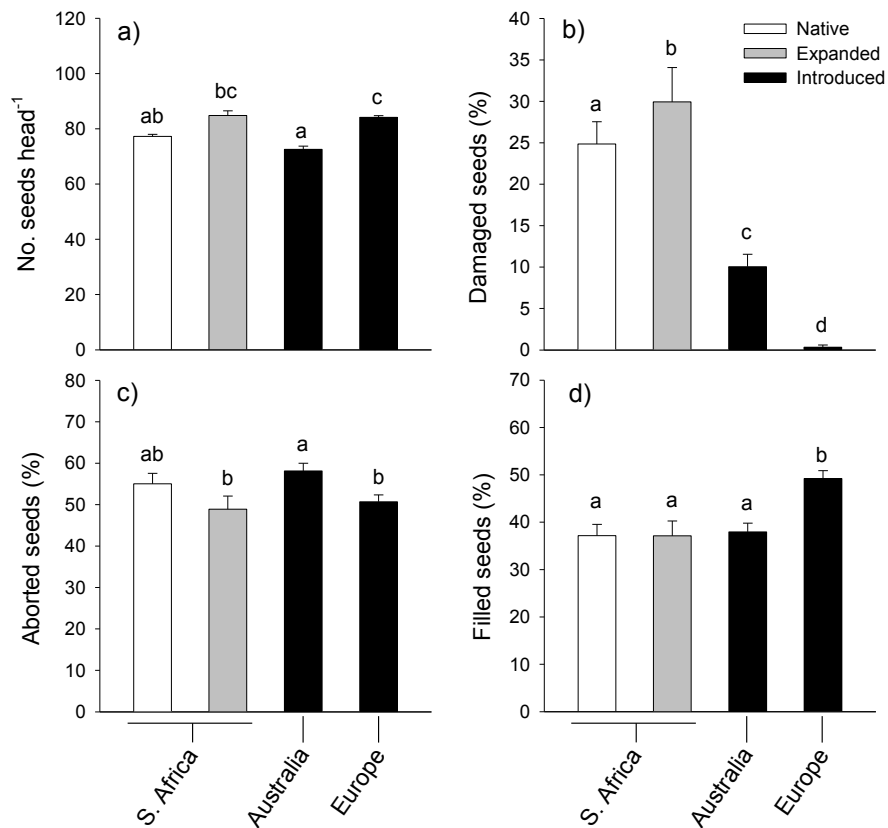 a)
No. seeds head⁻¹
120
100
80
60
40
20
0
ab
bc
a
c
b)
Damaged seeds (%)
40
35
30
25
20
15
10
5
0
a
b
c
d
Native
Expanded
Introduced
c)
Aborted seeds (%)
80
70
60
50
40
30
20
10
0
ab
b
a
b
d)
Filled seeds (%)
70
60
50
40
30
20
10
0
a
a
a
b
S. Africa
Australia
Europe
S. Africa
Australia
Europe